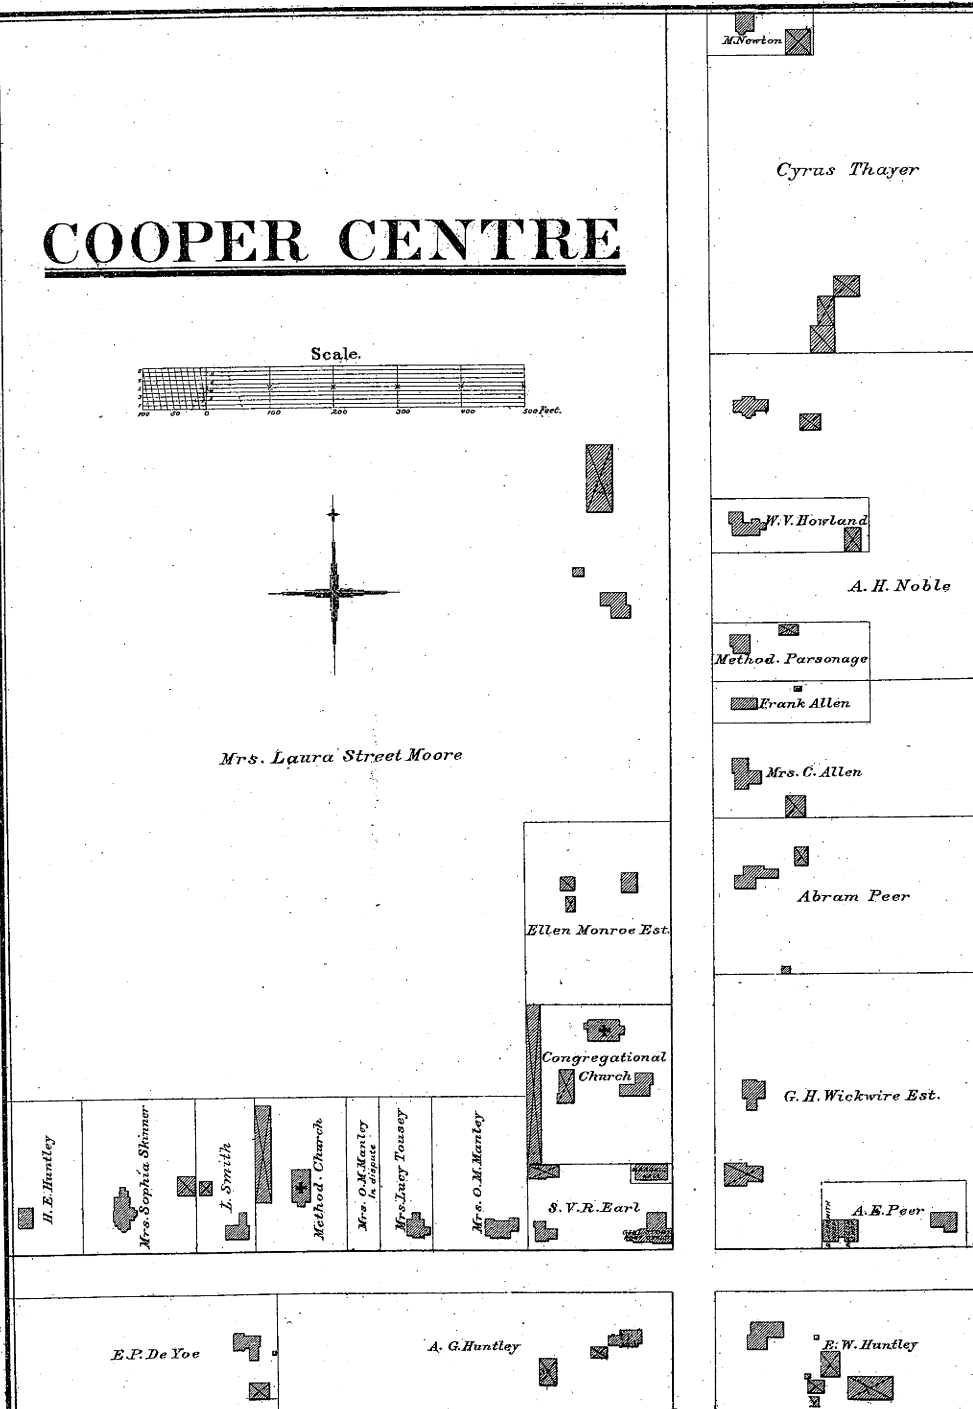 M. Newton
Cyrus Thayer
COOPER CENTRE
Scale.
100 50 0 100 200 300 400 500 Feet.
W. V. Howland
A. H. Noble
Method. Parsonage
Frank Allen
Mrs. Laura Street Moore
Mrs. C. Allen
Abram Peer
Ellen Monroe Est.
Congregational
Church
G. H. Wickwire Est.
H. E. Huntley
Mrs. Sophia Skinner
L. Smith
Method. Church
Mrs. O. M. Manley
In dispute
Mrs. Lucy Tousey
Mrs. O. M. Manley
S. V. R. Earl
A. E. Peer
E. P. De Yoe
A. G. Huntley
E. W. Huntley